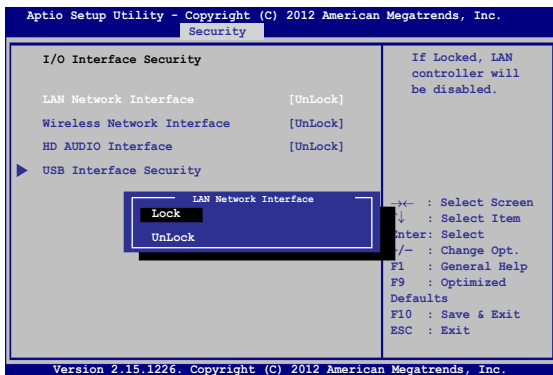 Aptio Setup Utility - Copyright (C) 2012 American Megatrends, Inc.
Security
I/O Interface Security
LAN Network Interface [UnLock]
Wireless Network Interface [UnLock]
HD AUDIO Interface [UnLock]
USB Interface Security
LAN Network Interface
Lock
UnLock
If Locked, LAN
controller will
be disabled.
→← : Select Screen
↑↓ : Select Item
Enter: Select
+/— : Change Opt.
F1 : General Help
F9 : Optimized
Defaults
F10 : Save & Exit
ESC : Exit
Version 2.15.1226. Copyright (C) 2012 American Megatrends, Inc.